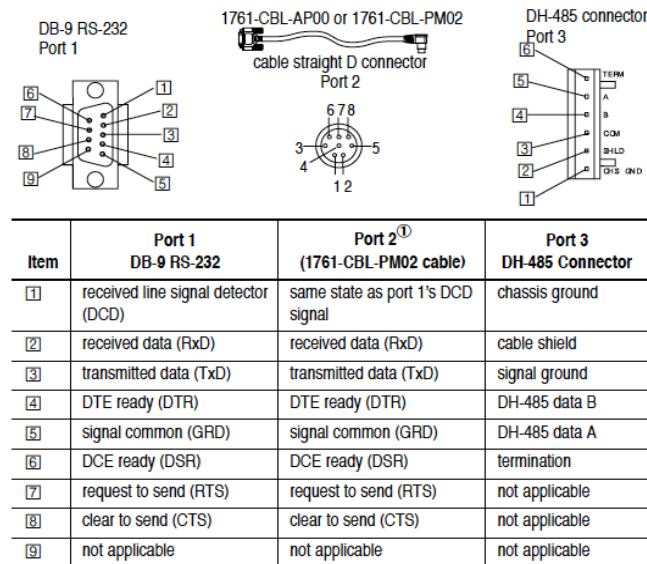 DB-9 RS-232
Port 1
1761-CBL-AP00 or 1761-CBL-PM02
cable straight D connector
Port 2
DH-485 connector
Port 3
6
7
8
9
1
2
3
4
5
678
3
5
4
12
6
5
4
3
2
1
TERM
A
B
COM
SHLD
CHS GND
Item
Port 1
DB-9 RS-232
Port 2①
(1761-CBL-PM02 cable)
Port 3
DH-485 Connector
1 received line signal detector (DCD) same state as port 1's DCD signal chassis ground
2 received data (RxD) received data (RxD) cable shield
3 transmitted data (TxD) transmitted data (TxD) signal ground
4 DTE ready (DTR) DTE ready (DTR) DH-485 data B
5 signal common (GRD) signal common (GRD) DH-485 data A
6 DCE ready (DSR) DCE ready (DSR) termination
7 request to send (RTS) request to send (RTS) not applicable
8 clear to send (CTS) clear to send (CTS) not applicable
9 not applicable not applicable not applicable